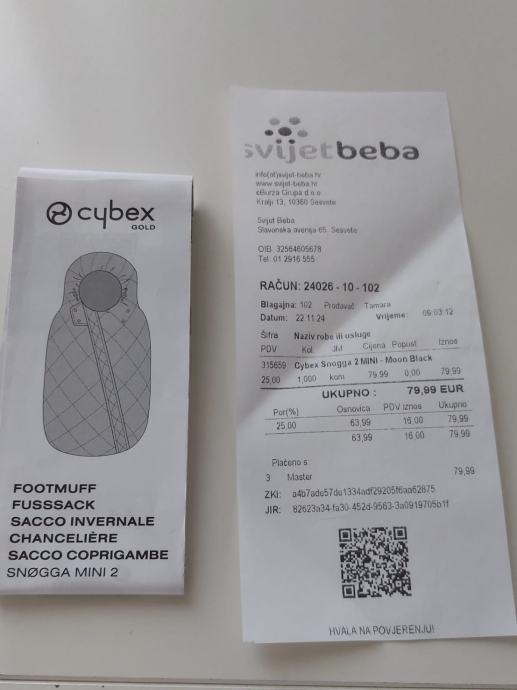 cybex
GOLD
FOOTMUFF
FUSSSACK
SACCO INVERNALE
CHANCELIÈRE
SACCO COPRIGAMBE
SNØGGA MINI 2
svijetbeba
info(at)svijet-beba.hr
www.svijet-beba.hr
eBurza Grupa d.o.o.
Kralji 13, 10360 Sesvete
Svijet Beba
Slavonska avenija 65, Sesvete
OIB: 32564605678
Tel: 01 2916 555
RAČUN: 24026 - 10 - 102
Blagajna: 102 Prodavač Tamara
Datum: 22.11.24 Vrijeme: 09:03:12
Šifra Naziv robe ili usluge
PDV Kol. JM Cijena Popust Iznos
315659 Cybex Snogga 2 MINI - Moon Black
25,00 1,000 kom 79,99 0,00 79,99
UKUPNO : 79,99 EUR
Por(%) Osnovica PDV iznos Ukupno
25,00 63,99 16,00 79,99
63,99 16,00 79,99
Plaćeno s:
3 Master 79,99
ZKI:
JIR:
HVALA NA POVJERENJU!